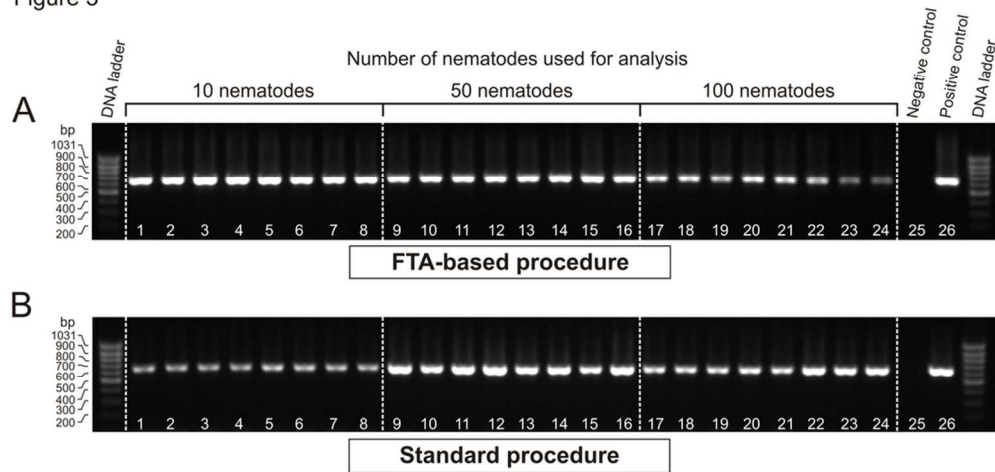 Figure 3
Number of nematodes used for analysis
DNA ladder
10 nematodes
50 nematodes
100 nematodes
Negative control
Positive control
DNA ladder
A
bp
1031
900
800
700
600
500
400
300
200
1 2 3 4 5 6 7 8 9 10 11 12 13 14 15 16 17 18 19 20 21 22 23 24 25 26
FTA-based procedure
B
bp
1031
900
800
700
600
500
400
300
200
1 2 3 4 5 6 7 8 9 10 11 12 13 14 15 16 17 18 19 20 21 22 23 24 25 26
Standard procedure